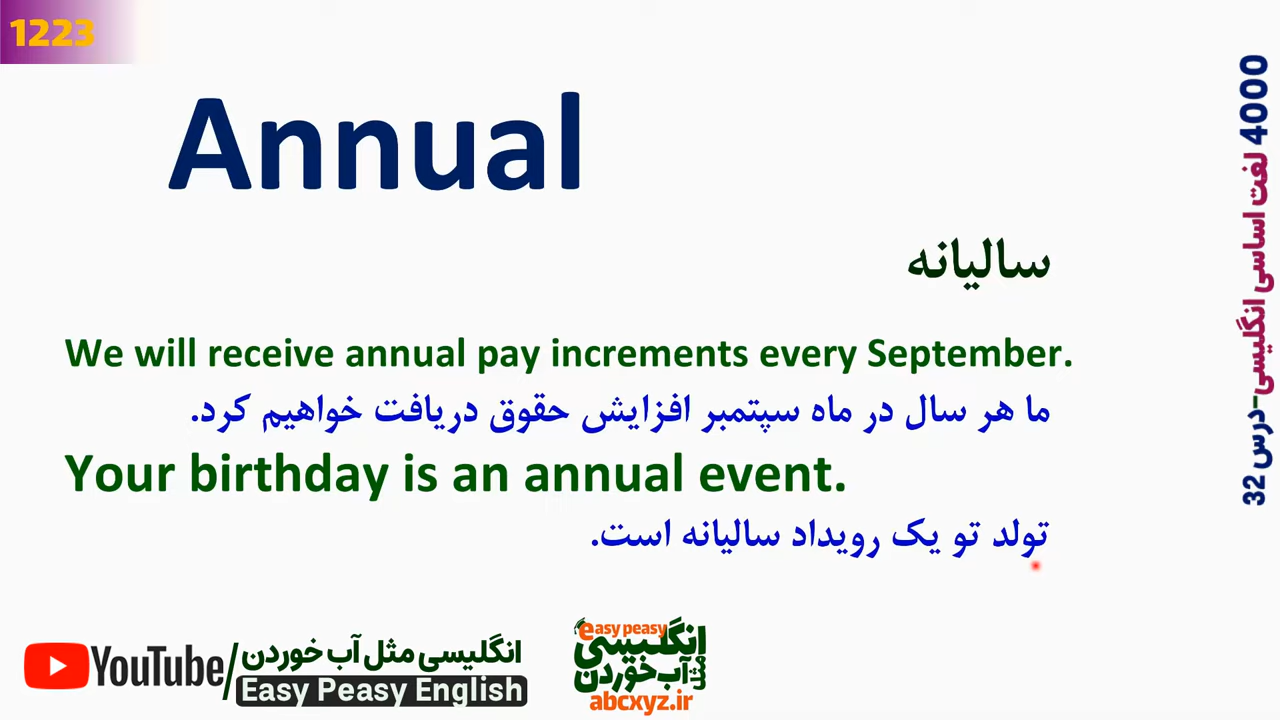 1223
Annual
سالیانه
We will receive annual pay increments every September.
ما هر سال در ماه سپتمبر افزایش حقوق دریافت خواهیم کرد.
Your birthday is an annual event.
تولد تو یک رویداد سالیانه است.
4000 لغت اساسی انگلیسی-درس 32
YouTube/انگلیسی مثل آب خوردن
Easy Peasy English
easy peasy
انگلیسی
مثل آب خوردن
abcxyz.ir